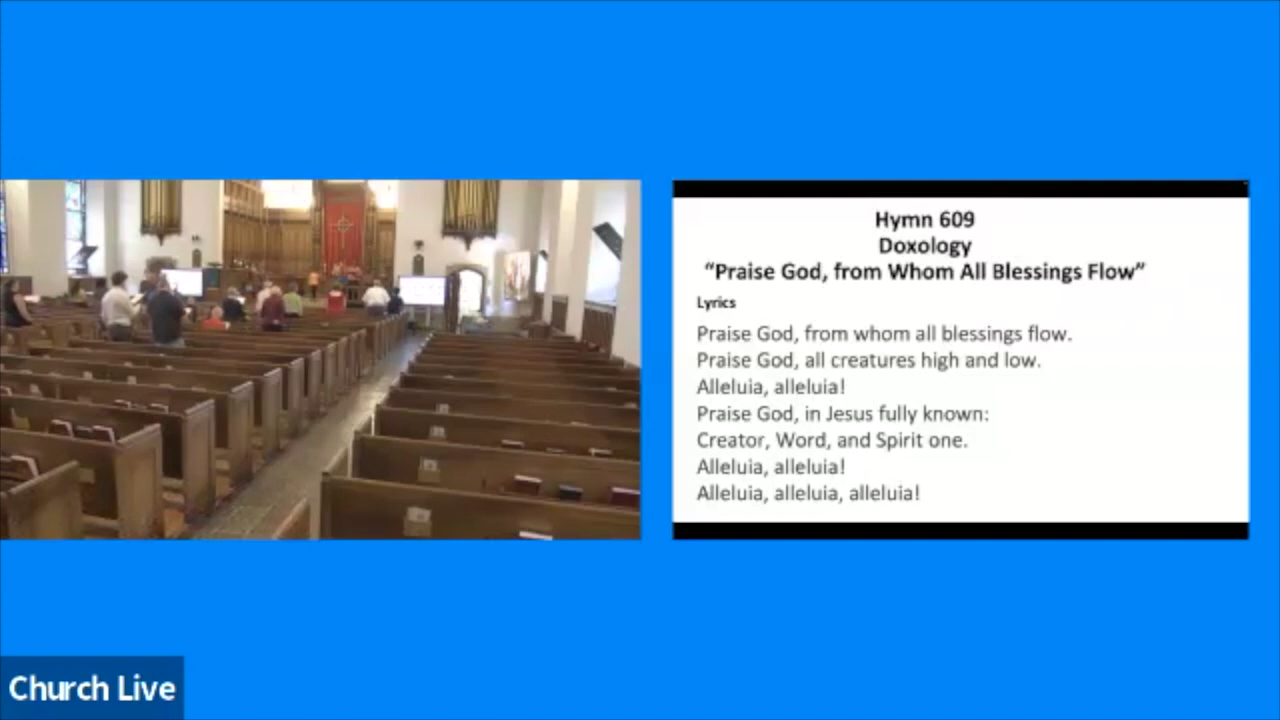 Hymn 609
Doxology
“Praise God, from Whom All Blessings Flow”
Lyrics
Praise God, from whom all blessings flow.
Praise God, all creatures high and low.
Alleluia, alleluia!
Praise God, in Jesus fully known:
Creator, Word, and Spirit one.
Alleluia, alleluia!
Alleluia, alleluia, alleluia!
Church Live